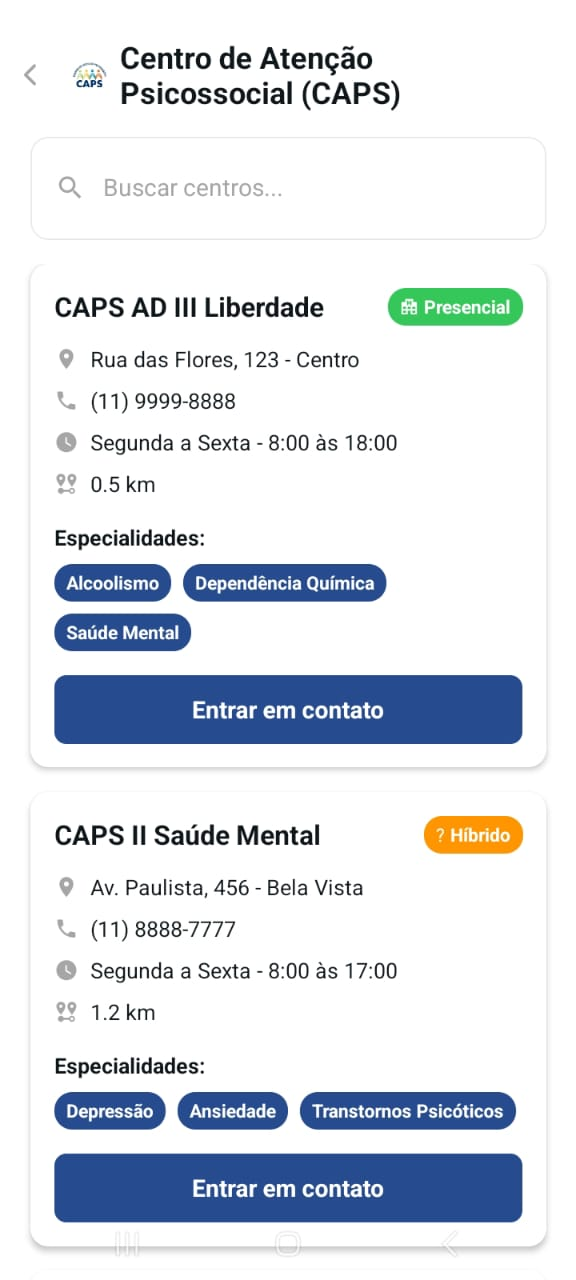 CAPS
Centro de Atenção
Psicossocial (CAPS)
Buscar centros...
CAPS AD III Liberdade
Presencial
Rua das Flores, 123 - Centro
(11) 9999-8888
Segunda a Sexta - 8:00 às 18:00
0.5 km
Especialidades:
Alcoolismo Dependência Química
Saúde Mental
Entrar em contato
CAPS II Saúde Mental
? Híbrido
Av. Paulista, 456 - Bela Vista
(11) 8888-7777
Segunda a Sexta - 8:00 às 17:00
1.2 km
Especialidades:
Depressão Ansiedade Transtornos Psicóticos
Entrar em contato